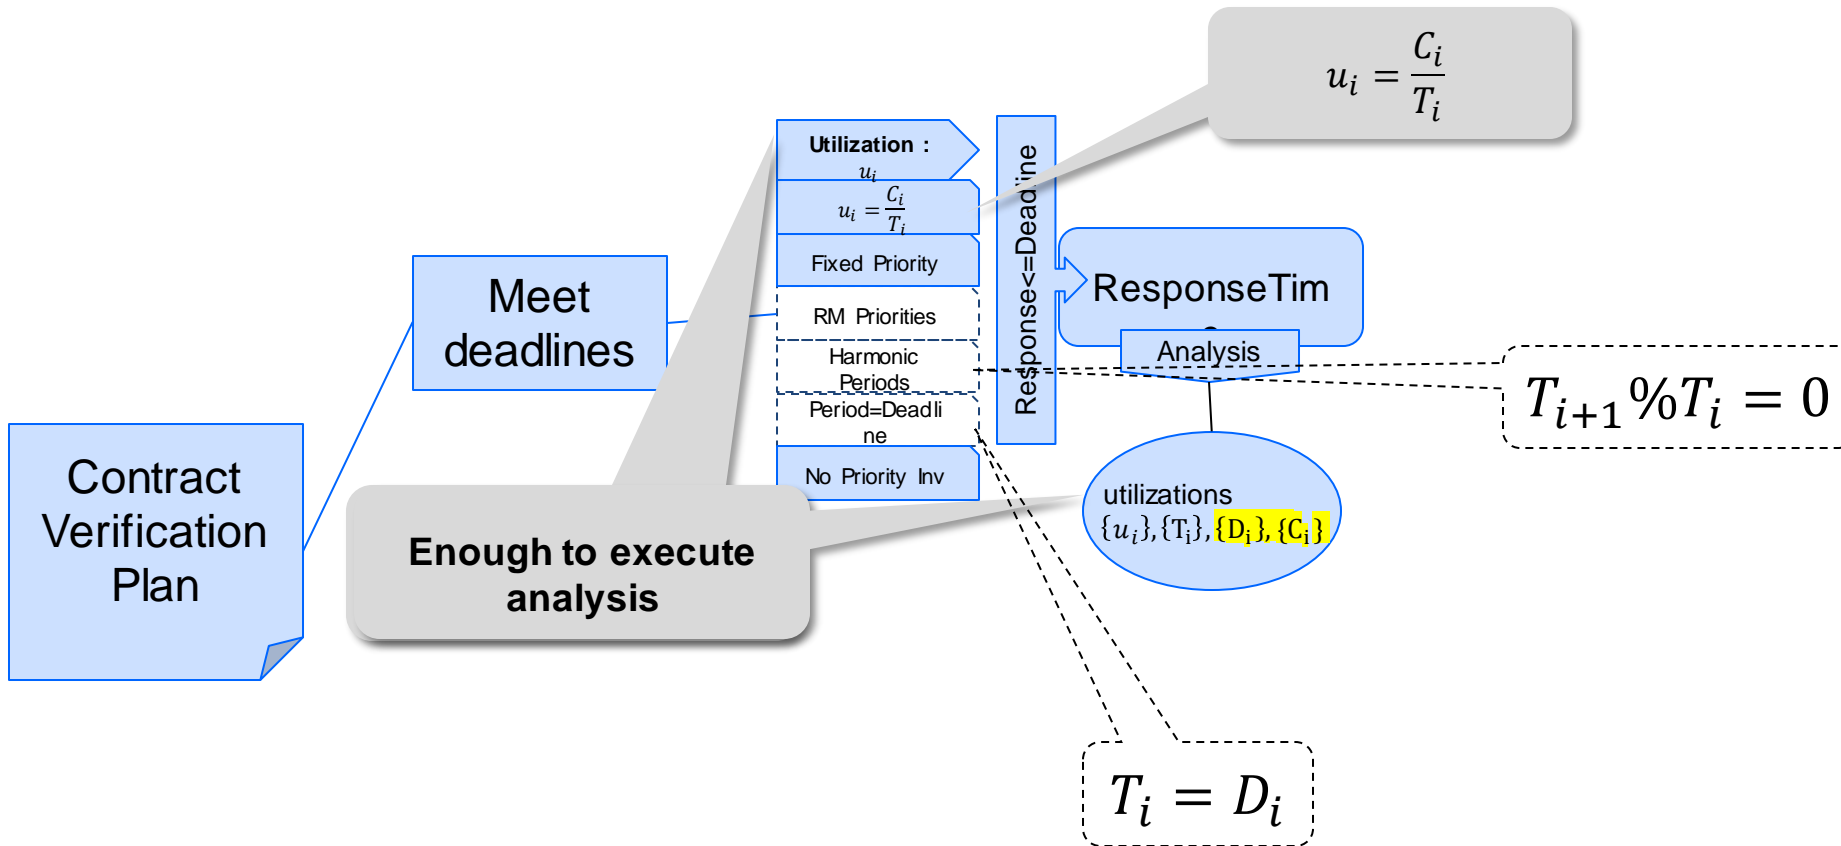 u_i = C_i / T_i
Utilization :
u_i
u_i = C_i / T_i
Fixed Priority
RM Priorities
Harmonic
Periods
Period=Deadli
ne
No Priority Inv
Response<=Deadline
ResponseTim
Analysis
Meet
deadlines
Contract
Verification
Plan
Enough to execute
analysis
utilizations
{u_i},{T_i},{D_i},{C_i}
T_{i+1}%T_i = 0
T_i = D_i